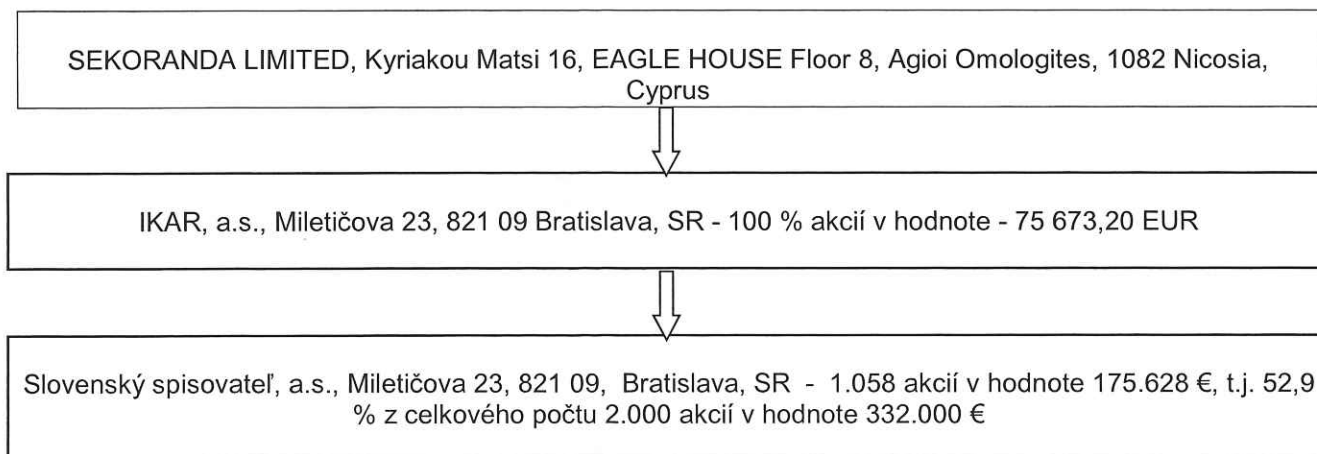 SEKORANDA LIMITED, Kyriakou Matsi 16, EAGLE HOUSE Floor 8, Agioi Omologites, 1082 Nicosia,
Cyprus
IKAR, a.s., Miletičova 23, 821 09 Bratislava, SR - 100 % akcií v hodnote - 75 673,20 EUR
Slovenský spisovateľ, a.s., Miletičova 23, 821 09, Bratislava, SR - 1.058 akcií v hodnote 175.628 €, t.j. 52,9
% z celkového počtu 2.000 akcií v hodnote 332.000 €